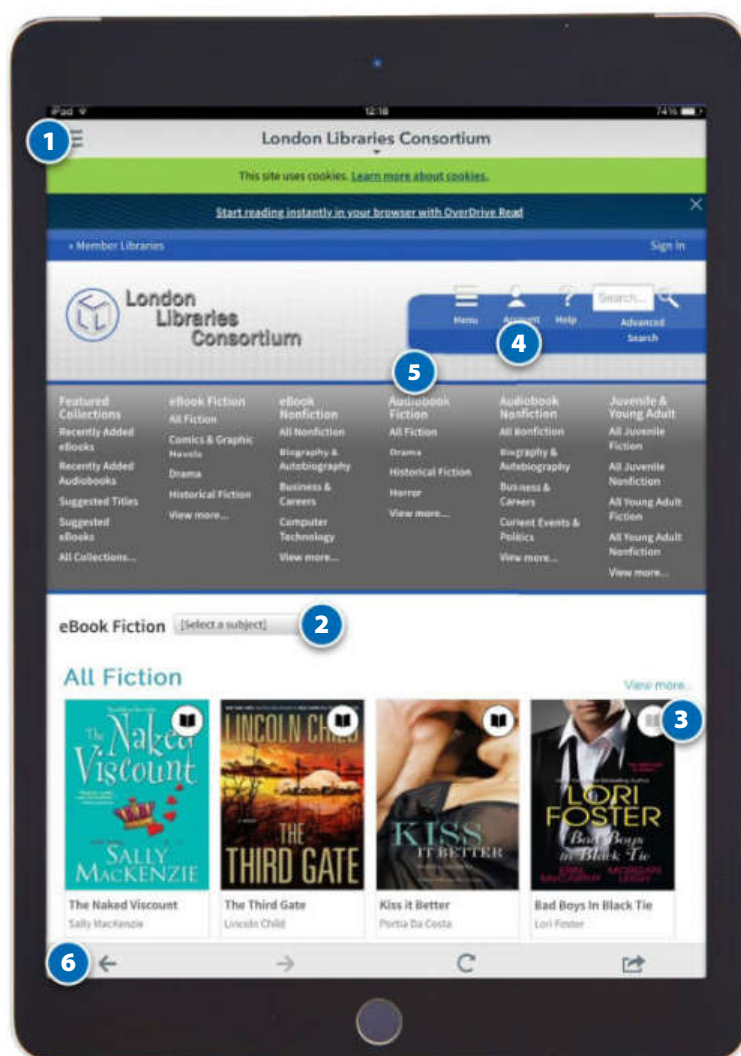 iPad
12:18
74%
1
London Libraries Consortium
This site uses cookies. Learn more about cookies.
Start reading instantly in your browser with OverDrive Read
« Member Libraries
Sign In
London
Libraries
Consortium
Menu
Account
Help
Search...
Advanced
Search
4
5
Featured
Collections
Recently Added
eBooks
Recently Added
Audiobooks
Suggested Titles
Suggested
eBooks
All Collections...
eBook Fiction
All Fiction
Comics & Graphic
Novels
Drama
Historical Fiction
View more...
eBook
Nonfiction
All Nonfiction
Biography &
Autobiography
Business &
Careers
Computer
Technology
View more...
Audiobook
Fiction
All Fiction
Drama
Historical Fiction
Horror
View more...
Audiobook
Nonfiction
All Nonfiction
Biography &
Autobiography
Business &
Careers
Current Events &
Politics
View more...
Juvenile &
Young Adult
All Juvenile
Fiction
All Juvenile
Nonfiction
All Young Adult
Fiction
All Young Adult
Nonfiction
View more...
eBook Fiction
[Select a subject]
2
All Fiction
View more...
3
The Naked
Viscount
SALLY
MACKENZIE
LINCOLN CHILD
THE
THIRD GATE
KISS
IT BETTER
LORI
FOSTER
Bad Boys
in Black Tie
ERIN
MCCARTHY
MORGAN
LEIGH
The Naked Viscount
Sally MacKenzie
The Third Gate
Lincoln Child
Kiss it Better
Portia Da Costa
Bad Boys In Black Tie
Lori Foster
6